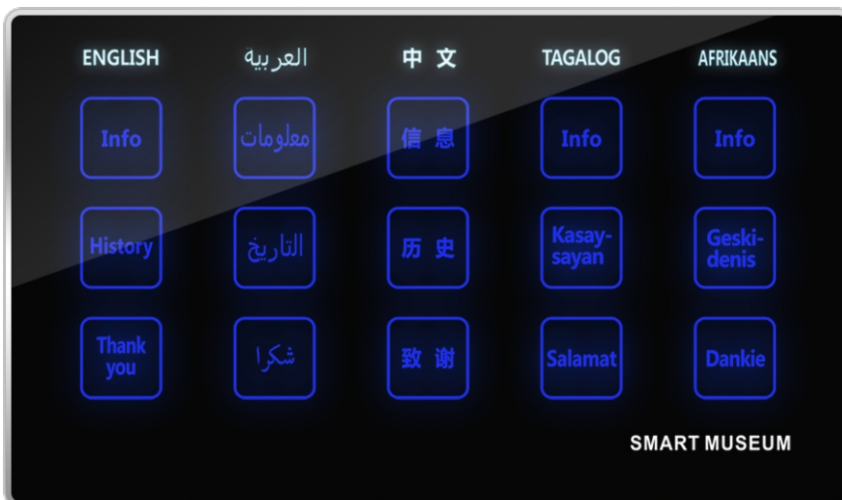 ENGLISH العربية 中文 TAGALOG AFRIKAANS
Info معلومات 信息 Info Info
History التاريخ 历史 Kasay-
sayan Geski-
denis
Thank
you شكرا 致谢 Salamat Dankie
SMART MUSEUM